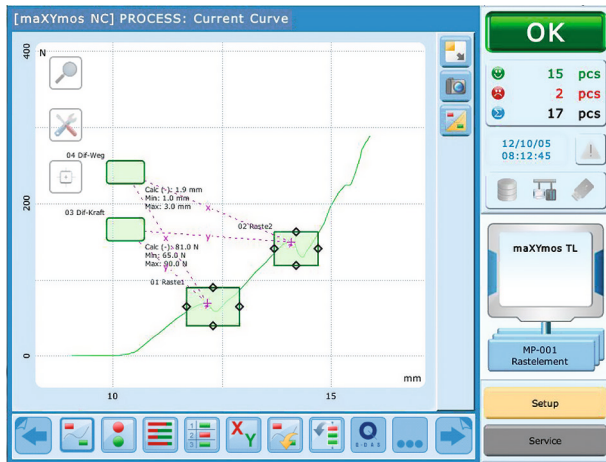 [maXYmos NC] PROCESS: Current Curve
OK
400
N
15 pcs
2 pcs
17 pcs
12/10/05
08:12:45
04 Dif-Weg
Calc (-): 1.9 mm
Min: 1.0 mm
Max: 3.0 mm
x
200
03 Dif-Kraft
02 Raste2
x
y
Calc (-): 81.0 N
Min: 65.0 N
Max: 90.0 N
y
01 Raste1
maXYmos TL
MP-001
Rastelement
0
mm
10
15
Setup
Service
1
2
3
X
Y